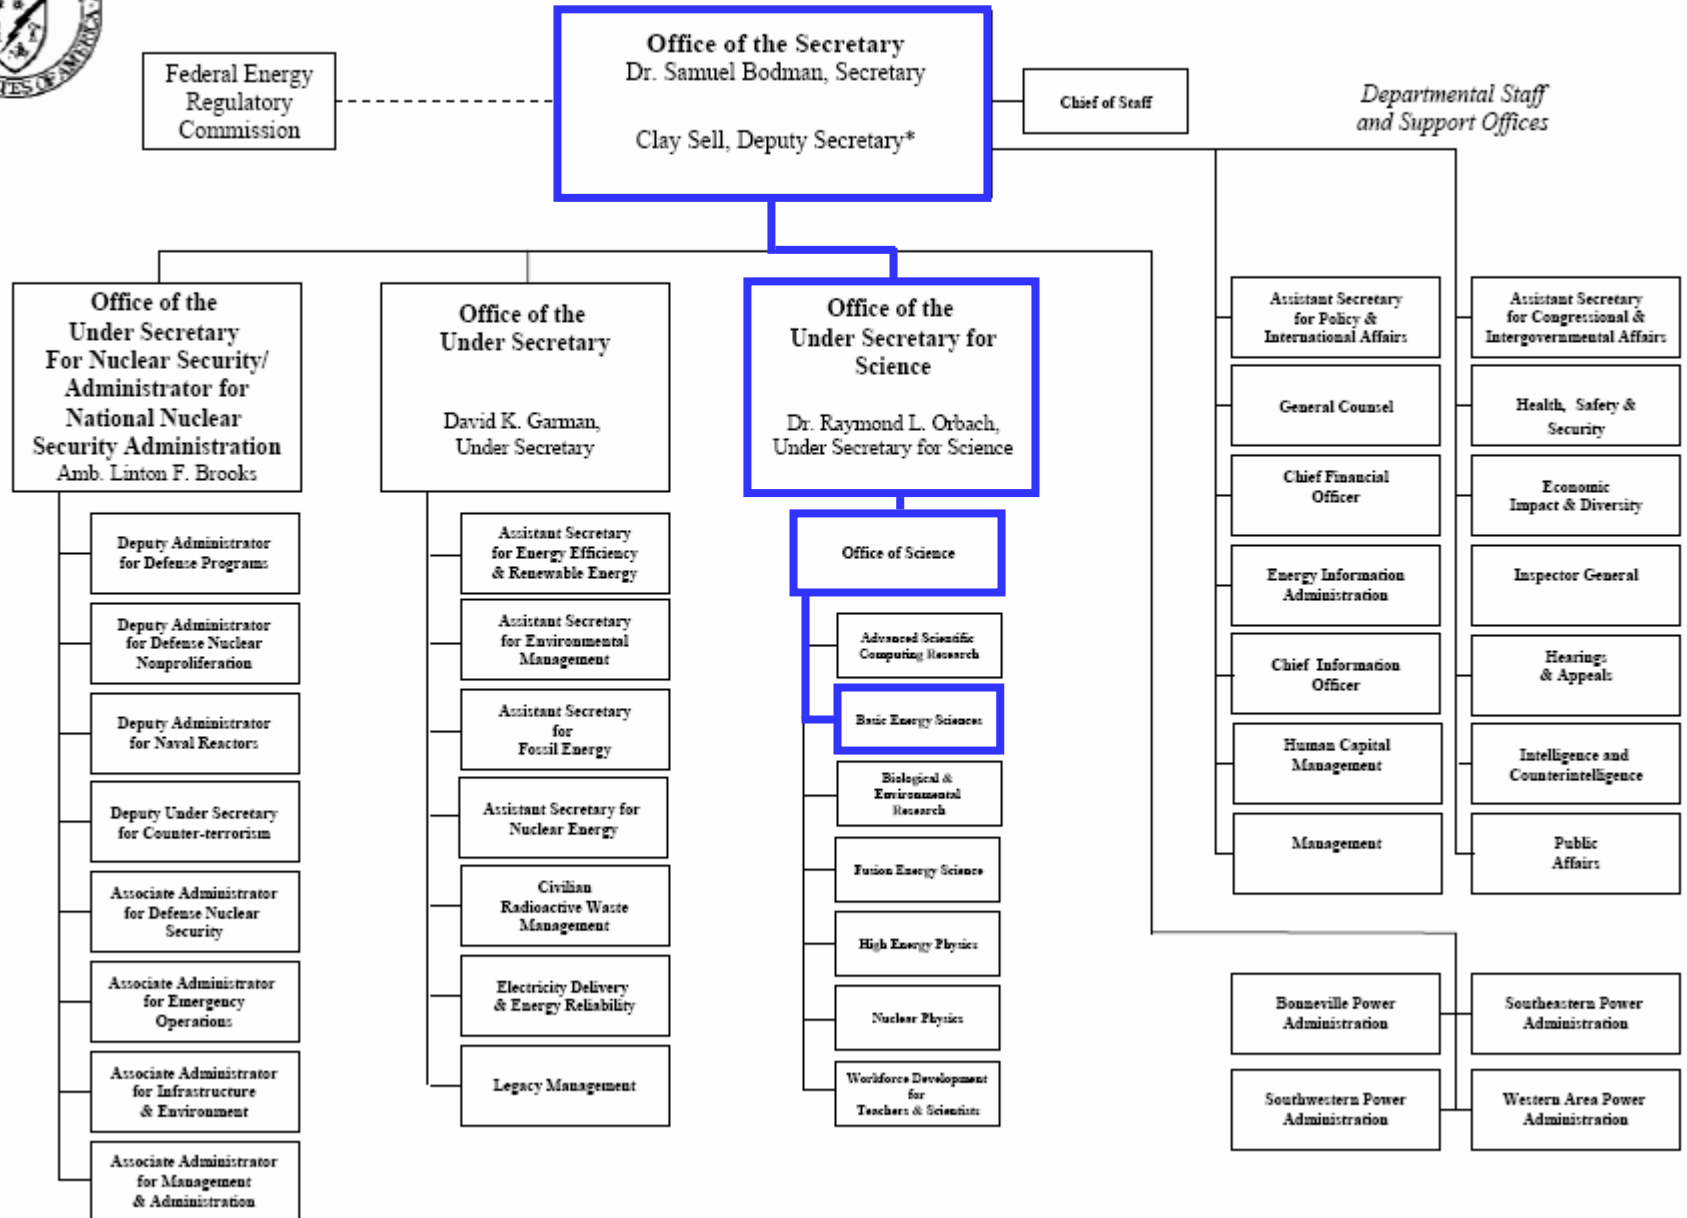 TES OF AMERICA
Federal Energy
Regulatory
Commission
Office of the Secretary
Dr. Samuel Bodman, Secretary
Clay Sell, Deputy Secretary*
Chief of Staff
Departmental Staff
and Support Offices
Office of the
Under Secretary
For Nuclear Security/
Administrator for
National Nuclear
Security Administration
Amb. Linton F. Brooks
Deputy Administrator
for Defense Programs
Deputy Administrator
for Defense Nuclear
Nonproliferation
Deputy Administrator
for Naval Reactors
Deputy Under Secretary
for Counter-terrorism
Associate Administrator
for Defense Nuclear
Security
Associate Administrator
for Emergency
Operations
Associate Administrator
for Infrastructure
& Environment
Associate Administrator
for Management
& Administration
Office of the
Under Secretary
David K. Garman,
Under Secretary
Assistant Secretary
for Energy Efficiency
& Renewable Energy
Assistant Secretary
for Environmental
Management
Assistant Secretary
for
Fossil Energy
Assistant Secretary for
Nuclear Energy
Civilian
Radioactive Waste
Management
Electricity Delivery
& Energy Reliability
Legacy Management
Office of the
Under Secretary for
Science
Dr. Raymond L. Orbach,
Under Secretary for Science
Office of Science
Advanced Scientific
Computing Research
Basic Energy Sciences
Biological &
Environmental
Research
Fusion Energy Science
High Energy Physics
Nuclear Physics
Workforce Development
for
Teachers & Scientists
Assistant Secretary
for Policy &
International Affairs
General Counsel
Chief Financial
Officer
Energy Information
Administration
Chief Information
Officer
Human Capital
Management
Management
Assistant Secretary
for Congressional &
Intergovernmental Affairs
Health, Safety &
Security
Economic
Impact & Diversity
Inspector General
Hearings
& Appeals
Intelligence and
Counterintelligence
Public
Affairs
Bonneville Power
Administration
Southeastern Power
Administration
Southwestern Power
Administration
Western Area Power
Administration